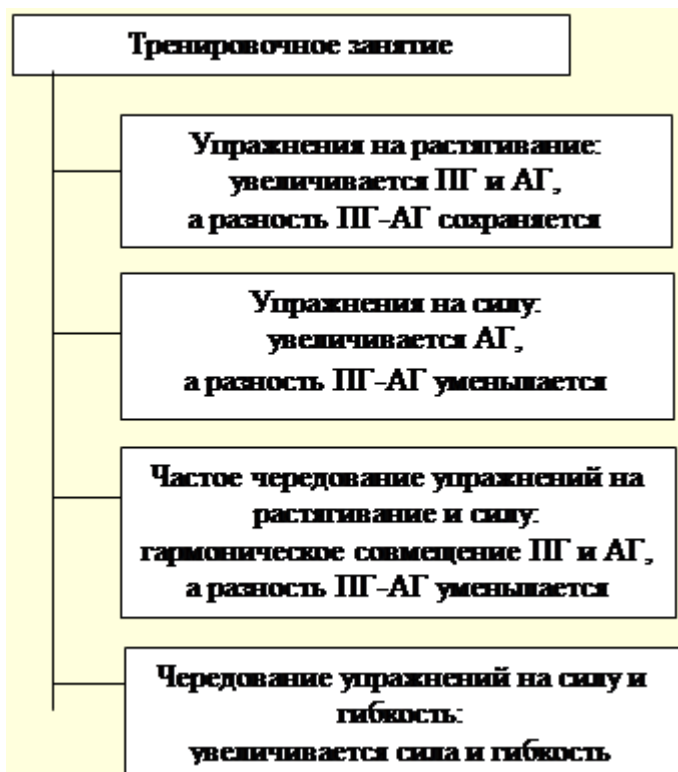 Тренировочное занятие
Упражнения на растягивание:
увеличивается ПГ и АГ,
а разность ПГ-АГ сохраняется
Упражнения на силу:
увеличивается АГ,
а разность ПГ-АГ уменьшается
Частое чередование упражнений на
растягивание и силу:
гармоническое совмещение ПГ и АГ,
а разность ПГ-АГ уменьшается
Чередование упражнений на силу и
гибкость:
увеличивается сила и гибкость